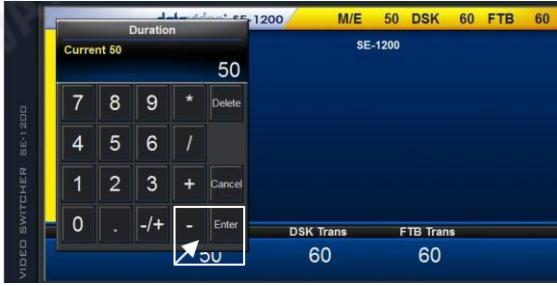 SE-1200 M/E 50 DSK 60 FTB 60
Duration
Current 50
50
SE-1200
7 8 9 * Delete
4 5 6 /
1 2 3 + Cancel
0 . -/+ - Enter
DSK Trans FTB Trans
50 60 60
VIDEO SWITCHER SE-1200